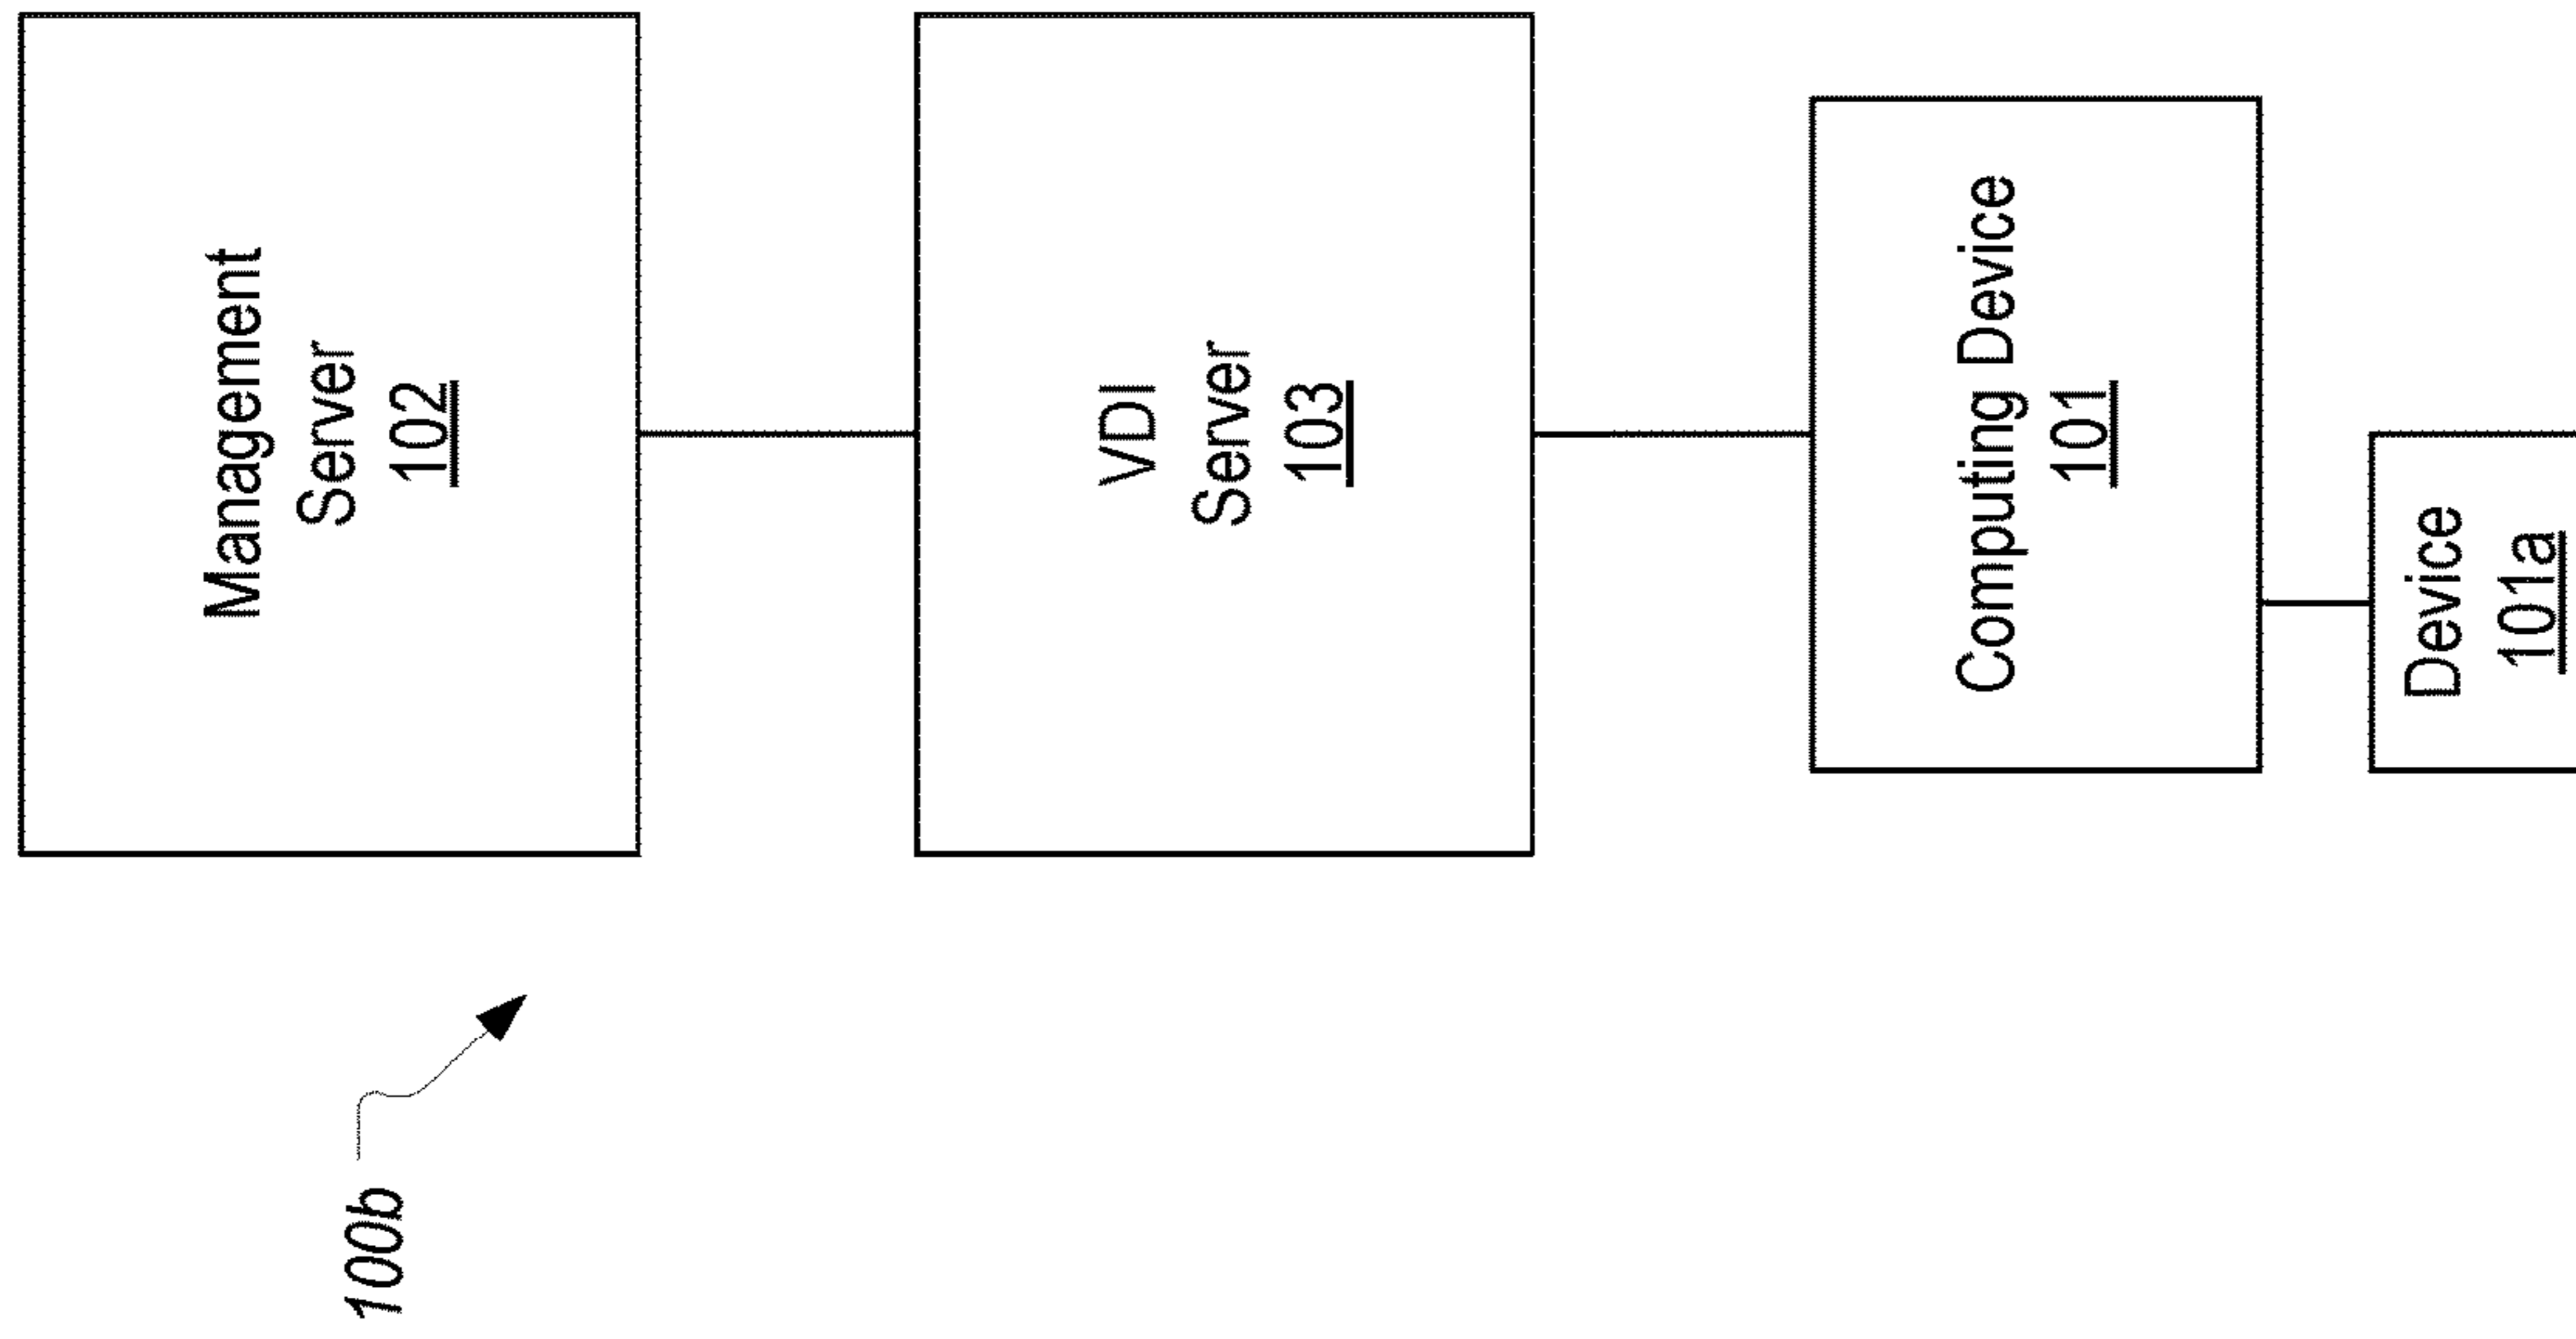 100b
Management
Server
102
VDI
Server
103
Computing Device
101
Device
101a